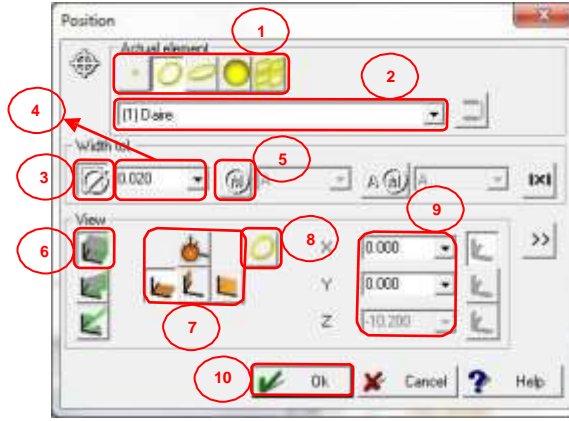 Position
1
Actual element
2
(1) Daire
4
Width tol
5
3
0.020
A
A
9
View
6
8
X
0.000
>>
Y
0.000
7
Z
-10.200
10
Ok
Cancel
Help